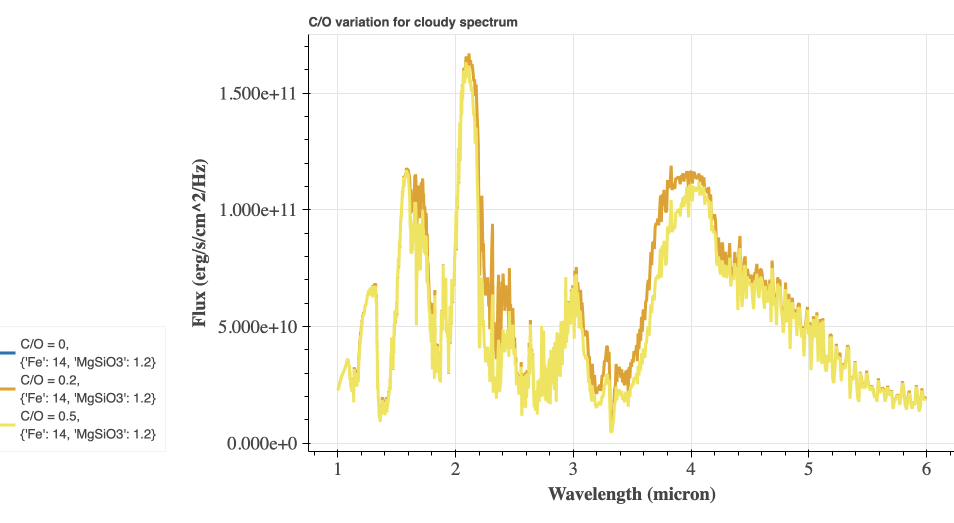 C/O variation for cloudy spectrum
1.500e+11
1.000e+11
5.000e+10
0.000e+0
Flux (erg/s/cm^2/Hz)
1 2 3 4 5 6
Wavelength (micron)
C/O = 0,
{'Fe': 14, 'MgSiO3': 1.2}
C/O = 0.2,
{'Fe': 14, 'MgSiO3': 1.2}
C/O = 0.5,
{'Fe': 14, 'MgSiO3': 1.2}